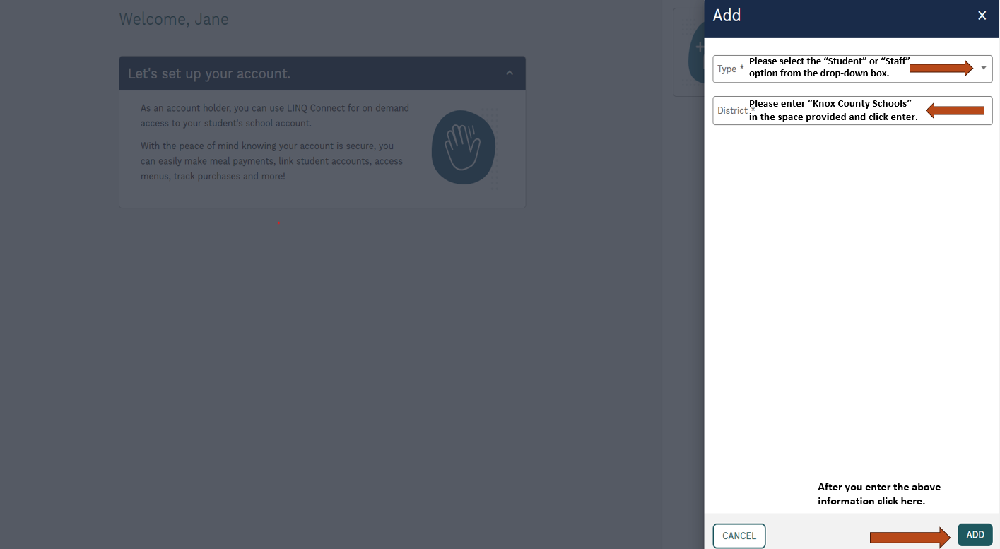 Welcome, Jane
Let's set up your account.
As an account holder, you can use LINQ Connect for on demand
access to your student's school account.
With the peace of mind knowing your account is secure, you
can easily make meal payments, link student accounts, access
menus, track purchases and more!
Add
Type *
Please select the “Student” or “Staff”
option from the drop-down box.
District *
Please enter “Knox County Schools”
in the space provided and click enter.
After you enter the above
information click here.
CANCEL
ADD